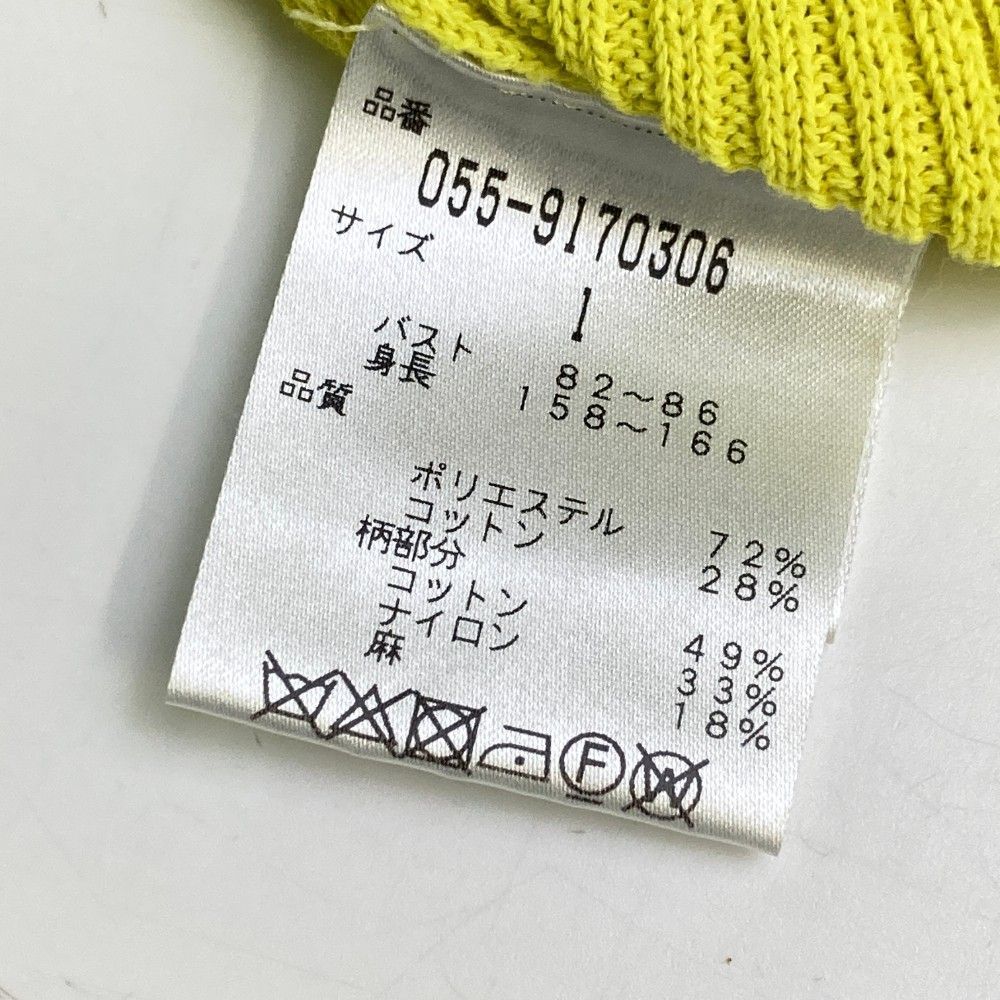 品番
055-9170306
サイズ
1
バスト 82～86
身長 158～166
品質
ポリエステル 72%
コットン 28%
柄部分
コットン 49%
ナイロン 33%
麻 18%
F W